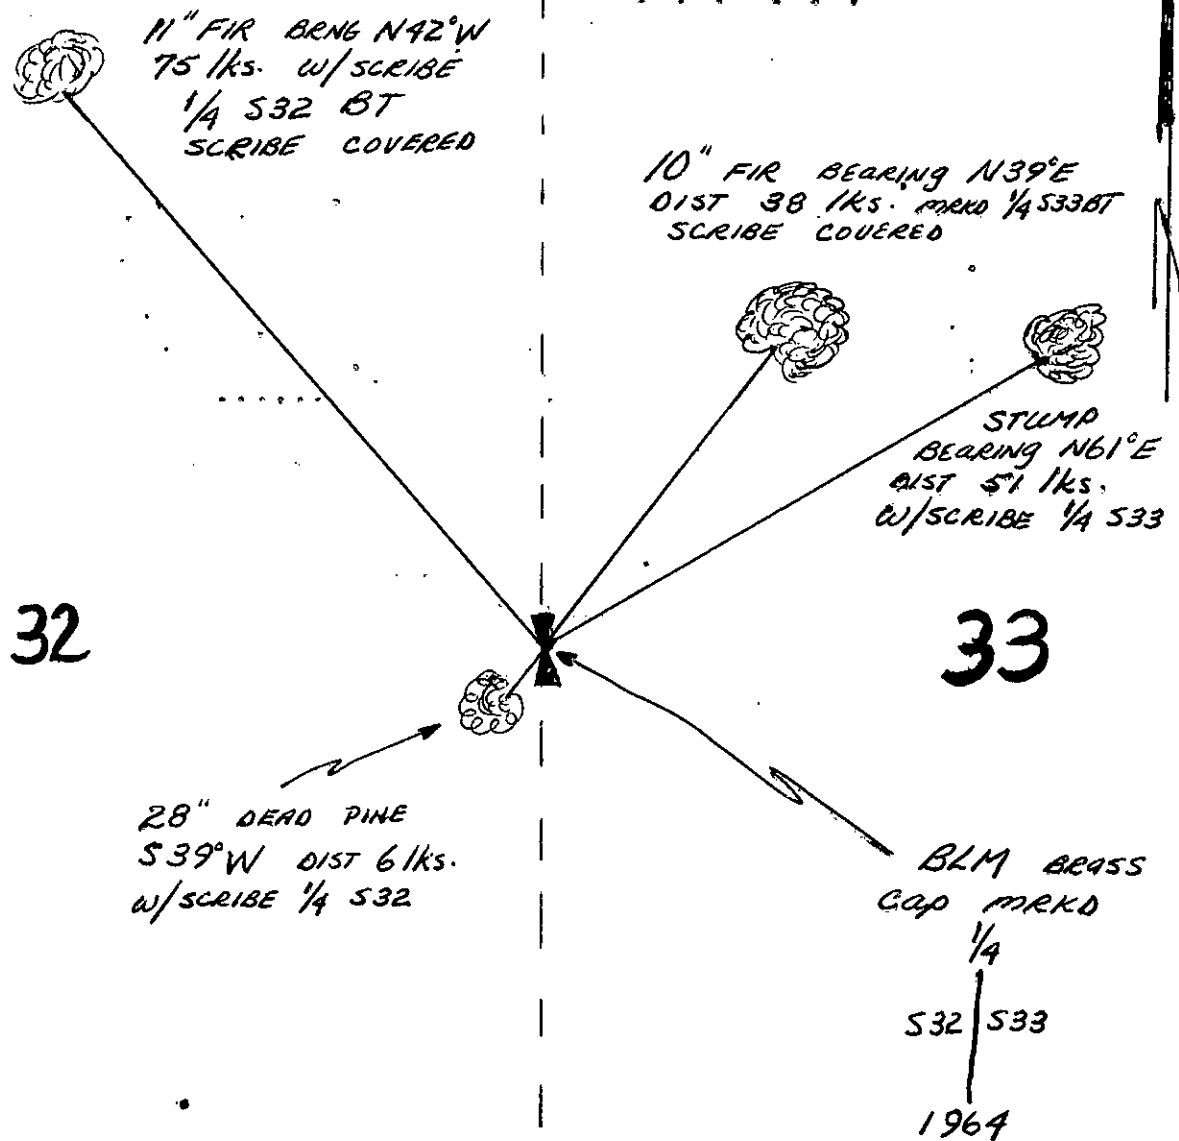 11" FIR BRNG N42°W
75 lks. W/SCRIBE
1/4 S32 BT
SCRIBE COVERED
10" FIR BEARING N39°E
DIST 38 lks. MRKD 1/4 S33BT
SCRIBE COVERED
STUMP
BEARING N61°E
DIST 51 lks.
W/SCRIBE 1/4 S33
32
33
28" DEAD PINE
S39°W DIST 6 lks.
W/SCRIBE 1/4 S32
BLM BRASS
CAP MRKD
1/4
S32 | S33
1964